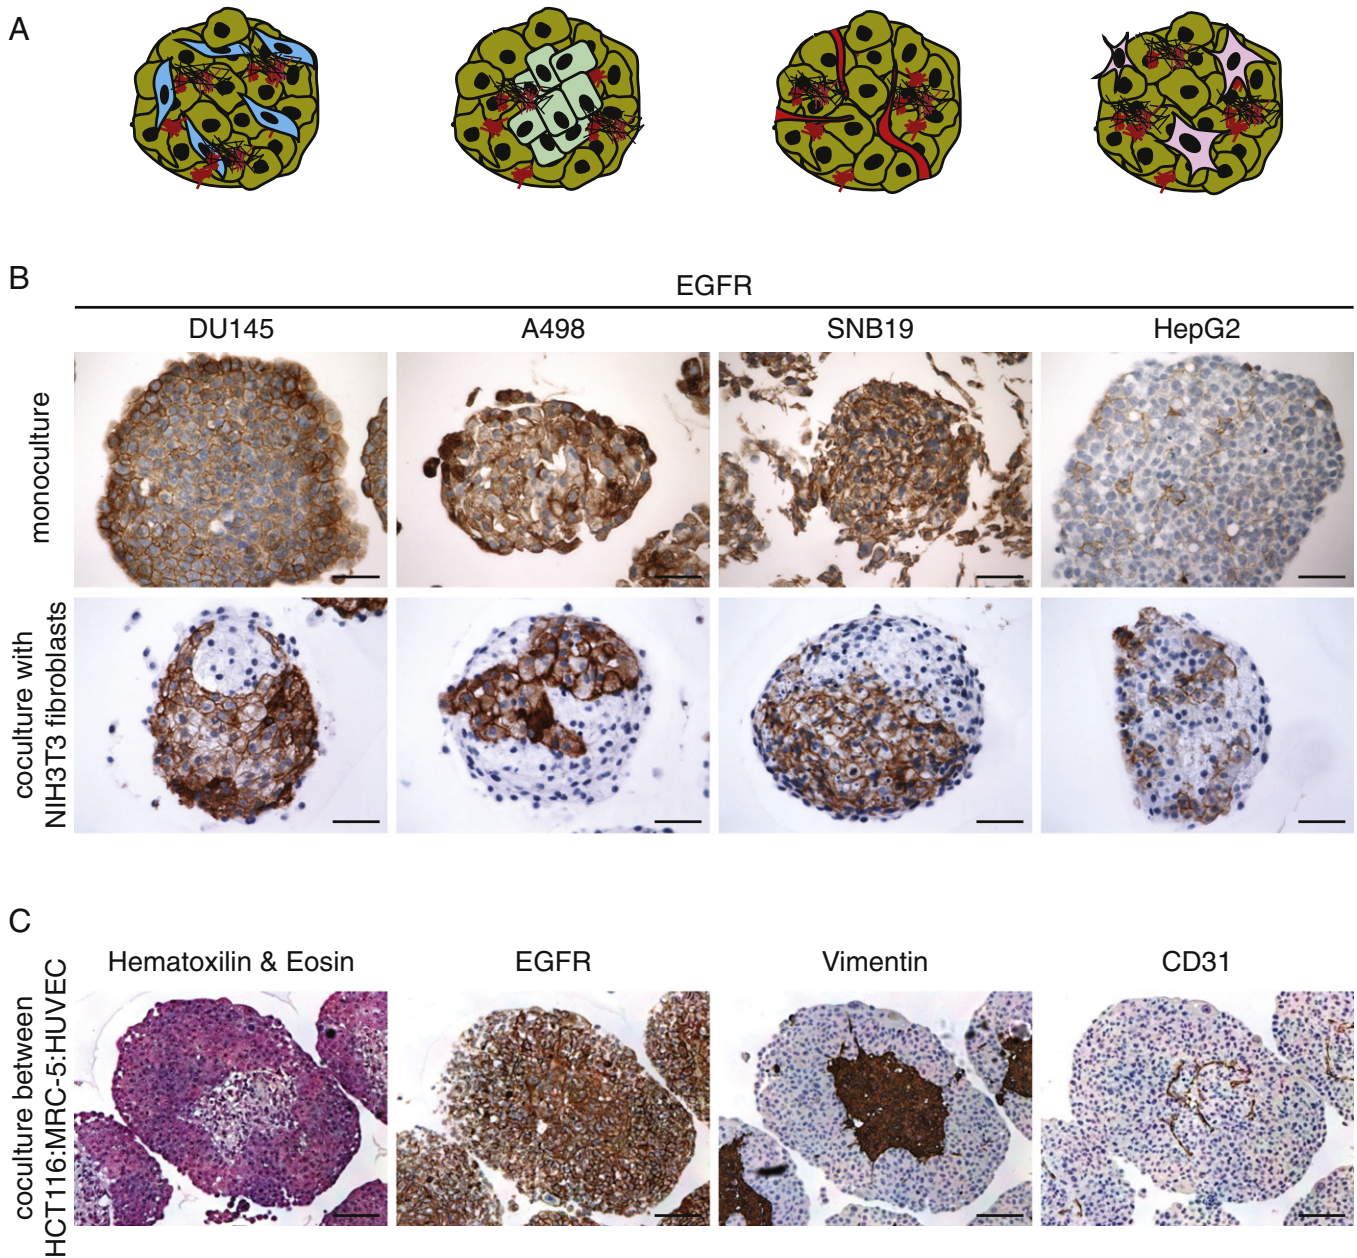 A
B
EGFR
DU145
A498
SNB19
HepG2
monoculture
coculture with
NIH3T3 fibroblasts
C
Hematoxilin & Eosin
EGFR
Vimentin
CD31
coculture between
HCT116:MRC-5:HUVEC